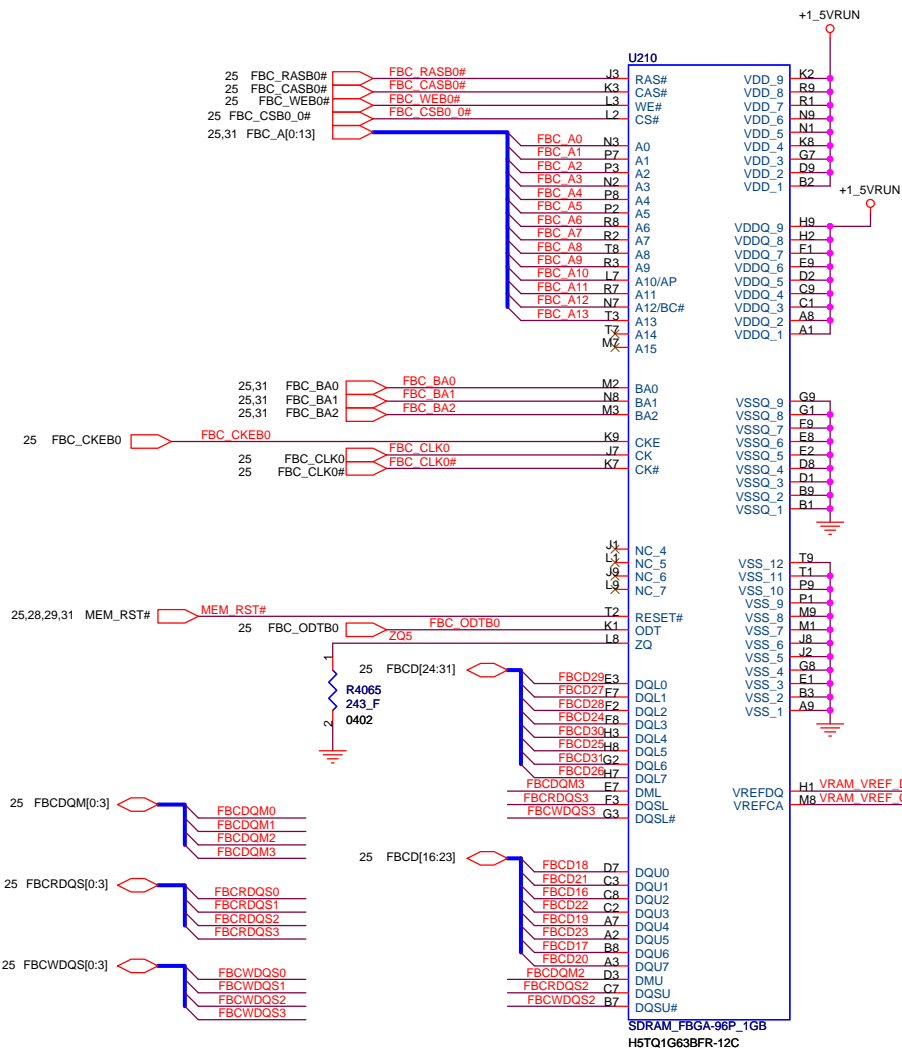 +1_5VRUN
U210
25 FBC_RASB0# FBC_RASB0# J3 RAS# VDD_9 K2
25 FBC_CASB0# FBC_CASB0# K3 CAS# VDD_8 R9
25 FBC_WEB0# FBC_WEB0# L3 WE# VDD_7 R1
25 FBC_CSB0_0# FBC_CSB0_0# L2 CS# VDD_6 N9
25,31 FBC_A[0:13] VDD_5 N1
FBC_A0 N3 A0 VDD_4 K8
FBC_A1 P7 A1 VDD_3 G7
FBC_A2 P3 A2 VDD_2 D9
FBC_A3 N2 A3 VDD_1 B2
+1_5VRUN
FBC_A4 P8 A4
FBC_A5 P2 A5
FBC_A6 R8 A6 VDDQ_9 H9
FBC_A7 R2 A7 VDDQ_8 H2
FBC_A8 T8 A8 VDDQ_7 F1
FBC_A9 R3 A9 VDDQ_6 E9
FBC_A10 L7 A10/AP VDDQ_5 D2
FBC_A11 R7 A11 VDDQ_4 C9
FBC_A12 N7 A12/BC# VDDQ_3 C1
FBC_A13 T3 A13 VDDQ_2 A8
T7 A14 VDDQ_1 A1
M7 A15
25,31 FBC_BA0 FBC_BA0 M2 BA0
25,31 FBC_BA1 FBC_BA1 N8 BA1 VSSQ_9 G9
25,31 FBC_BA2 FBC_BA2 M3 BA2 VSSQ_8 G1
VSSQ_7 F9
25 FBC_CKEB0 FBC_CKEB0 K9 CKE VSSQ_6 E8
25 FBC_CLK0 FBC_CLK0 J7 CK VSSQ_5 E2
25 FBC_CLK0# FBC_CLK0# K7 CK# VSSQ_4 D8
VSSQ_3 D1
VSSQ_2 B9
VSSQ_1 B1
J1 NC_4
L1 NC_5 VSS_12 T9
J9 NC_6 VSS_11 T1
L9 NC_7 VSS_10 P9
VSS_9 P1
25,28,29,31 MEM_RST# MEM_RST# T2 RESET# VSS_8 M9
25 FBC_ODTB0 FBC_ODTB0 K1 ODT VSS_7 M1
ZQ5 L8 ZQ VSS_6 J8
VSS_5 J2
1 25 FBCD[24:31] VSS_4 G8
R4065 FBCD29 E3 DQL0 VSS_3 E1
243_F FBCD27 F7 DQL1 VSS_2 B3
0402 FBCD28 F2 DQL2 VSS_1 A9
2 FBCD24 F8 DQL3
FBCD30 H3 DQL4
FBCD25 H8 DQL5
FBCD31 G2 DQL6
FBCD26 H7 DQL7
FBCDQM3 E7 DML VREFDQ H1 VRAM_VREF_D
25 FBCDQM[0:3] FBCRDQS3 F3 DQSL VREFCA M8 VRAM_VREF_C
FBCDQM0 FBCWDQS3 G3 DQSL#
FBCDQM1
FBCDQM2
FBCDQM3 25 FBCD[16:23]
FBCD18 D7 DQU0
25 FBCRDQS[0:3] FBCD21 C3 DQU1
FBCRDQS0 FBCD16 C8 DQU2
FBCRDQS1 FBCD22 C2 DQU3
FBCRDQS2 FBCD19 A7 DQU4
FBCRDQS3 FBCD23 A2 DQU5
FBCD17 B8 DQU6
25 FBCWDQS[0:3] FBCD20 A3 DQU7
FBCWDQS0 FBCDQM2 D3 DMU
FBCWDQS1 FBCRDQS2 C7 DQSU
FBCWDQS2 FBCWDQS2 B7 DQSU#
FBCWDQS3
SDRAM_FBGA-96P_1GB
H5TQ1G63BFR-12C